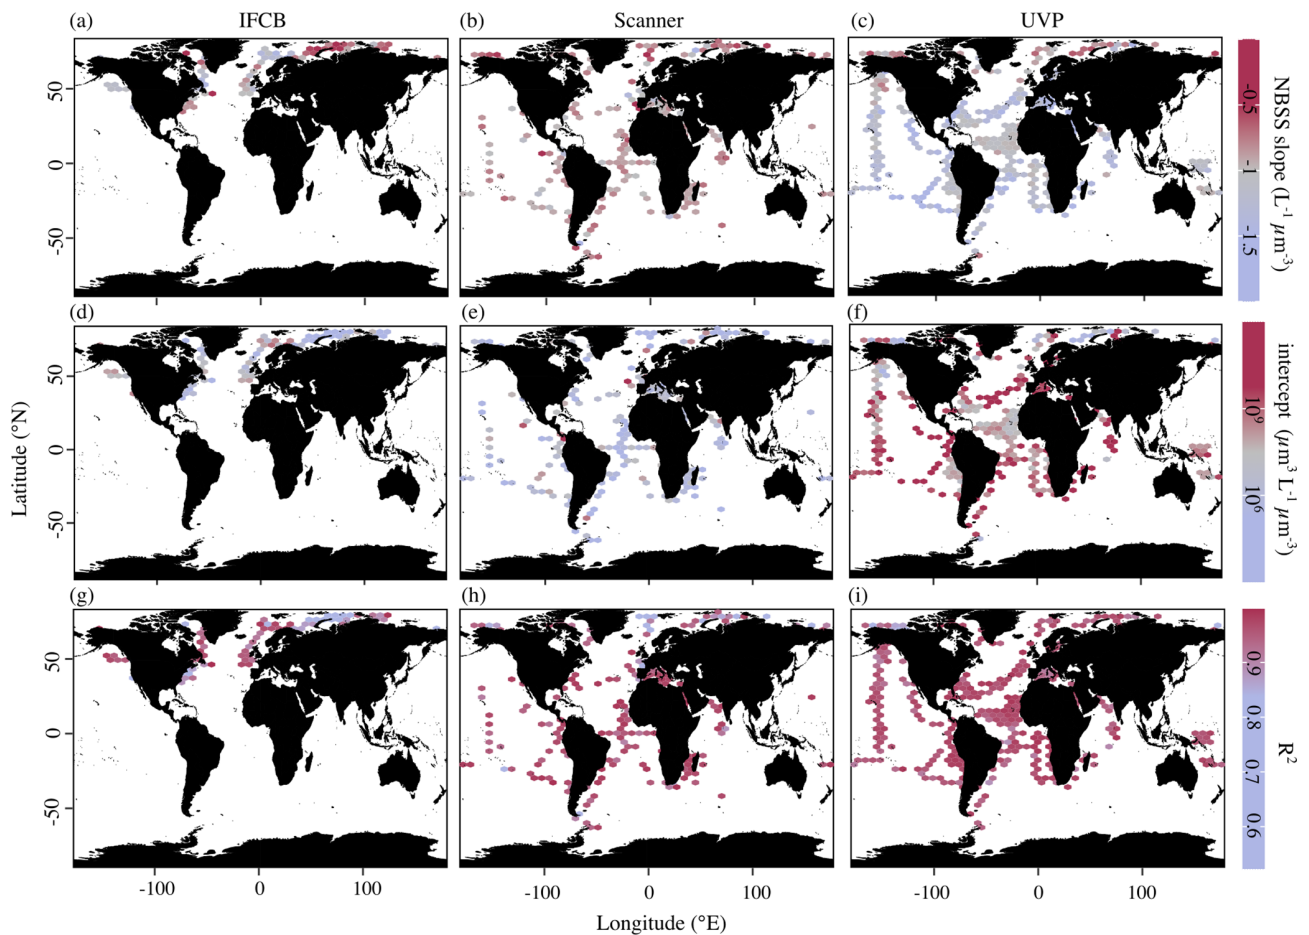 (a) IFCB (b) Scanner (c) UVP
50
0
-50
-0.5
-1
-1.5
NBSS slope (L⁻¹ µm⁻³)
(d) (e) (f)
50
0
-50
10⁹
10⁶
intercept (µm³ L⁻¹ µm⁻³)
Latitude (°N)
(g) (h) (i)
50
0
-50
0.9
0.8
0.7
0.6
R²
-100 0 100 -100 0 100 -100 0 100
Longitude (°E)